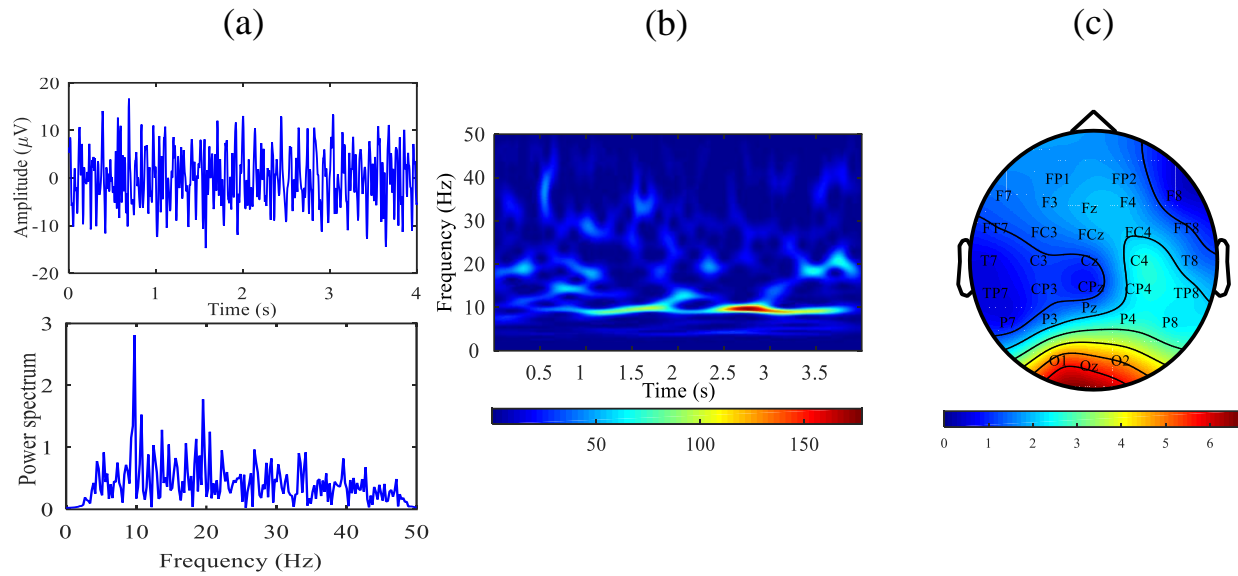 (a)
(b)
(c)
20
10
0
-10
-20
Amplitude (μV)
0 1 2 3 4
Time (s)
3
2
1
0
Power spectrum
0 10 20 30 40 50
Frequency (Hz)
50
40
30
20
10
0
Frequency (Hz)
0.5 1 1.5 2 2.5 3 3.5
Time (s)
50 100 150
FP1 FP2
F7 F3 Fz F4 F8
FT7 FC3 FCz FC4 FT8
T7 C3 Cz C4 T8
TP7 CP3 CPz CP4 TP8
P7 P3 Pz P4 P8
O1 Oz O2
0 1 2 3 4 5 6